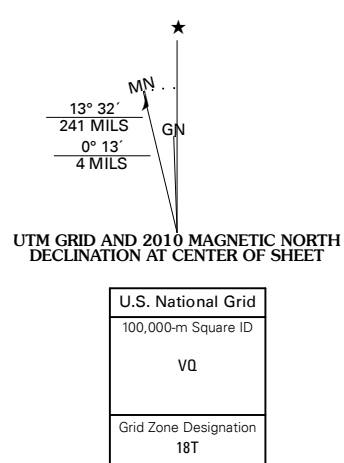 ★
MN
13° 32´
241 MILS
GN
0° 13´
4 MILS
UTM GRID AND 2010 MAGNETIC NORTH
DECLINATION AT CENTER OF SHEET
U.S. National Grid
100,000-m Square ID
VQ
Grid Zone Designation
18T